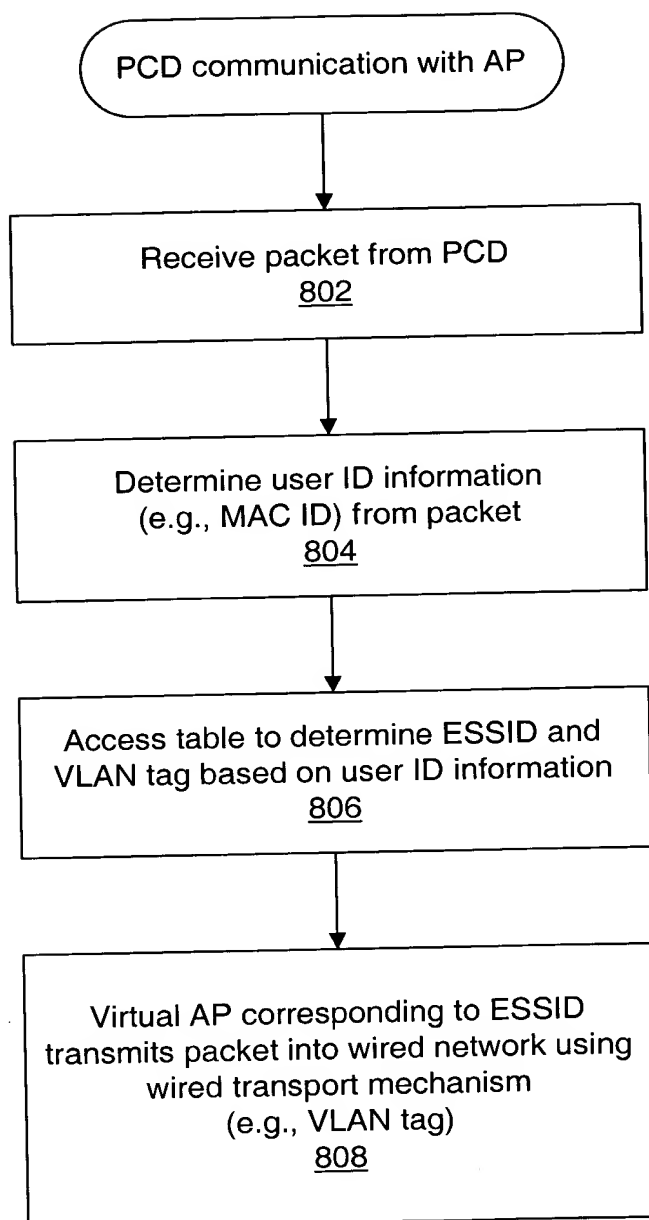 PCD communication with AP
Receive packet from PCD
802
Determine user ID information
(e.g., MAC ID) from packet
804
Access table to determine ESSID and
VLAN tag based on user ID information
806
Virtual AP corresponding to ESSID
transmits packet into wired network using
wired transport mechanism
(e.g., VLAN tag)
808